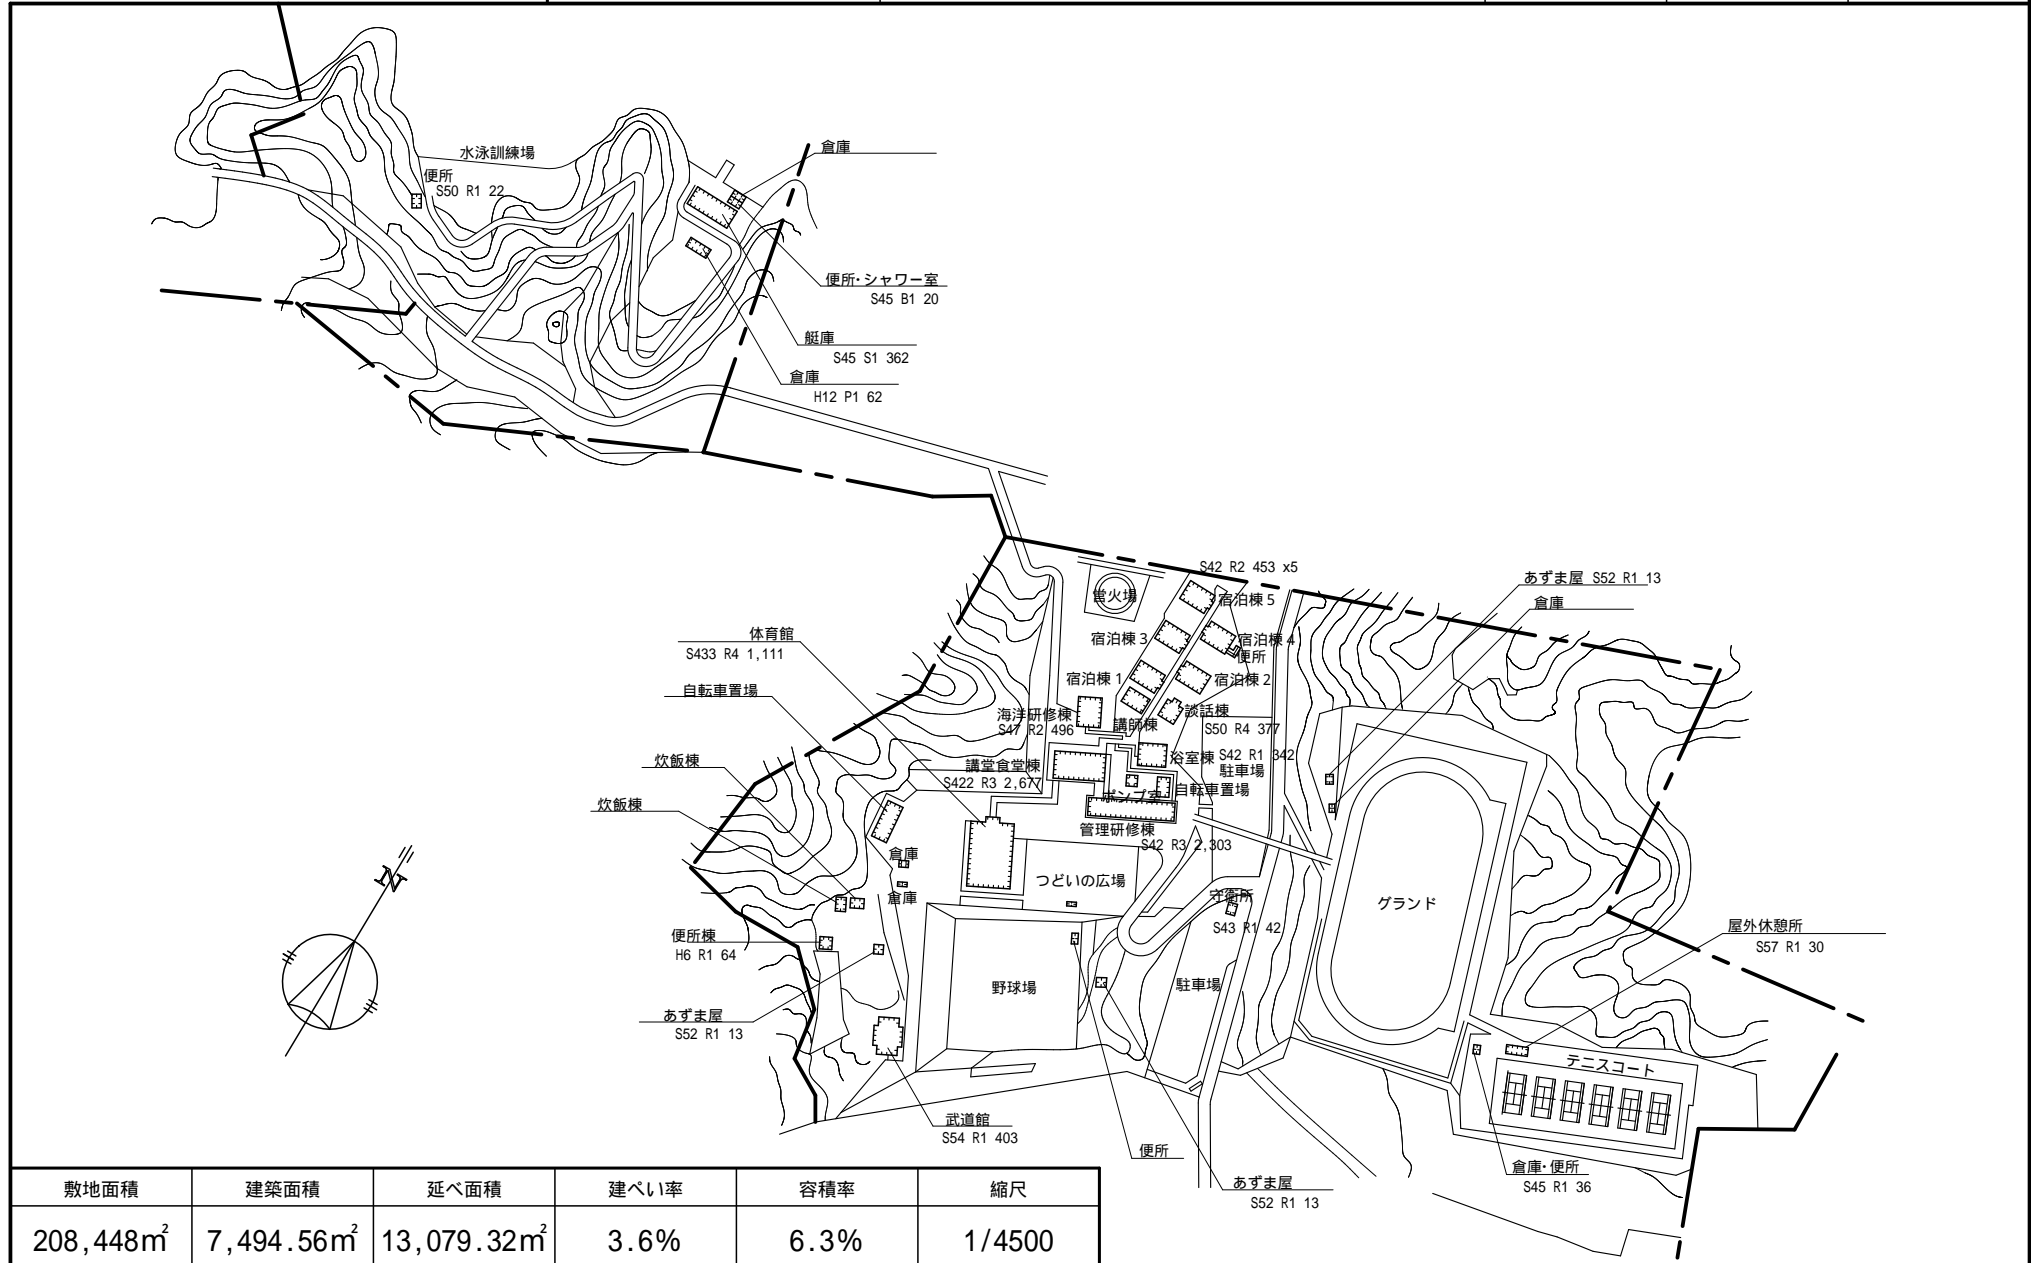 水泳訓練場
便所
S50 R1 22
倉庫
便所・シャワー室
S45 B1 20
艇庫
S45 S1 362
倉庫
H12 P1 62
S42 R2 453 x5
営火場
宿泊棟５
宿泊棟３
宿泊棟４
便所
宿泊棟１
宿泊棟２
海洋研修棟
S47 R2 496
講師棟
談話棟
S50 R4 377
浴室棟
S42 R1 342
駐車場
自転車置場
講堂食堂棟
S422 R3 2,677
ポンプ室
管理研修棟
S42 R3 2,303
体育館
S433 R4 1,111
自転車置場
炊飯棟
炊飯棟
倉庫
倉庫
つどいの広場
守衛所
S43 R1 42
便所棟
H6 R1 64
あずま屋
S52 R1 13
野球場
駐車場
グランド
あずま屋 S52 R1 13
倉庫
屋外休憩所
S57 R1 30
テニスコート
武道館
S54 R1 403
便所
あずま屋
S52 R1 13
倉庫・便所
S45 R1 36
N
敷地面積 建築面積 延べ面積 建ぺい率 容積率 縮尺
208,448㎡ 7,494.56㎡ 13,079.32㎡ 3.6% 6.3% 1/4500